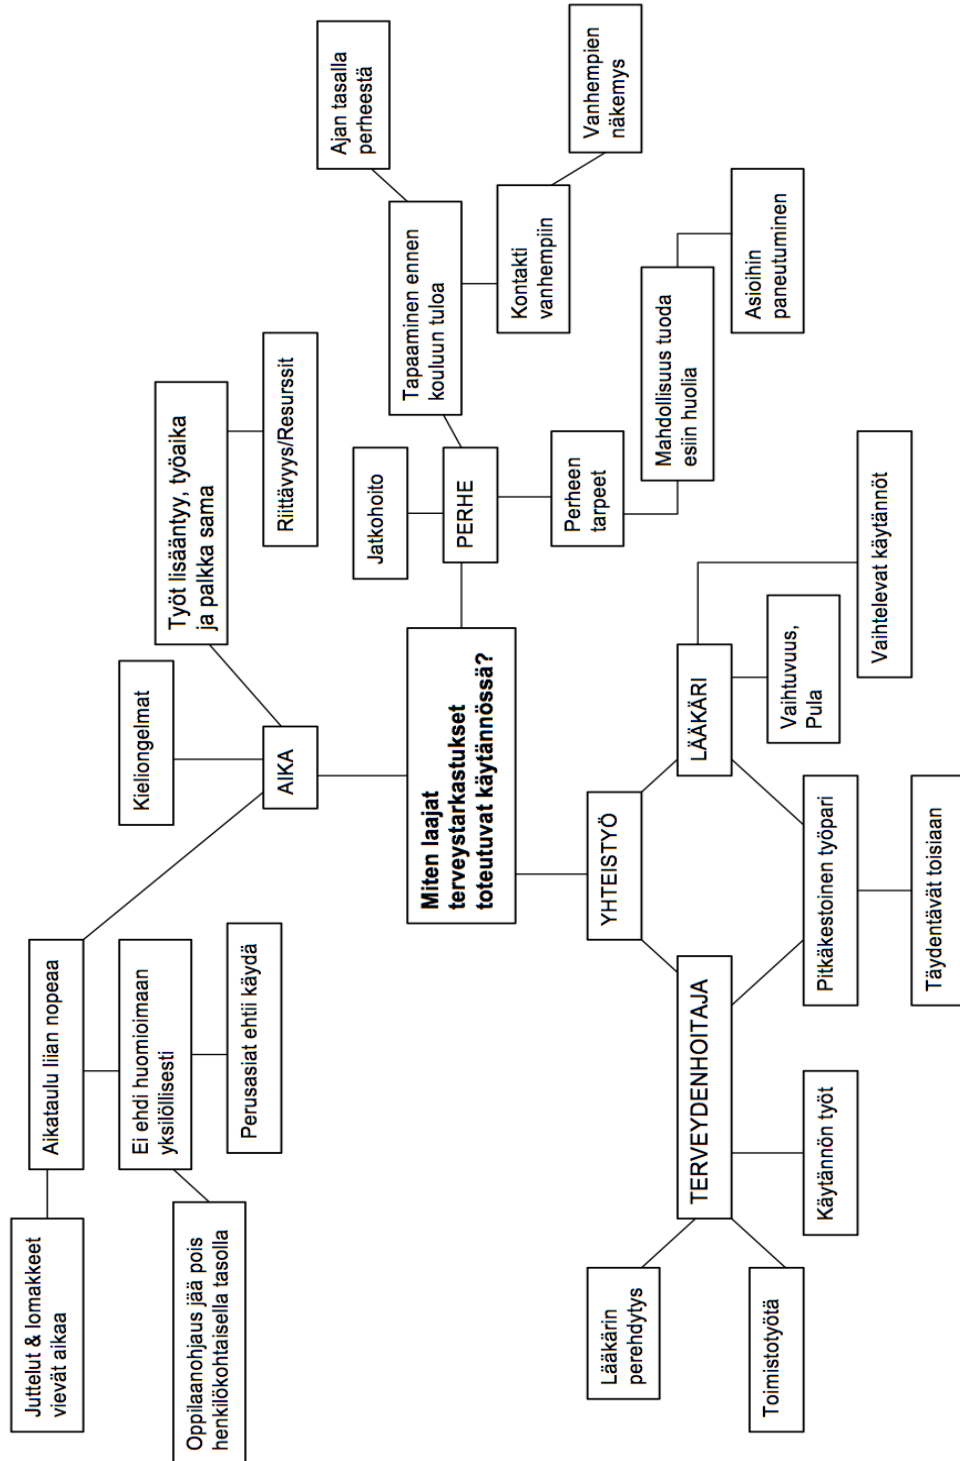 Juttelut & lomakkeet
vievät aikaa
Aikataulu liian nopeaa
Ei ehdi huomioimaan
yksilöllisesti
Oppilaanohjaus jää pois
henkilökohtaisella tasolla
Perusasiat ehtii käydä
Kieliongelmat
AIKA
Työt lisääntyy, työaika
ja palkka sama
Riittävyys/Resurssit
Miten laajat
terveystarkastukset
toteutuvat käytännössä?
Jatkohoito
PERHE
Tapaaminen ennen
kouluun tuloa
Ajan tasalla
perheestä
Kontakti
vanhempiin
Vanhempien
näkemys
Perheen
tarpeet
Mahdollisuus tuoda
esiin huolia
Asioihin
paneutuminen
YHTEISTYÖ
TERVEYDENHOITAJA
Lääkärin
perehdytys
Toimistotyötä
Käytännön työt
LÄÄKÄRI
Vaihtuvuus,
Pula
Vaihtelevat käytännöt
Pitkäkestoinen työpari
Täydentävät toisiaan